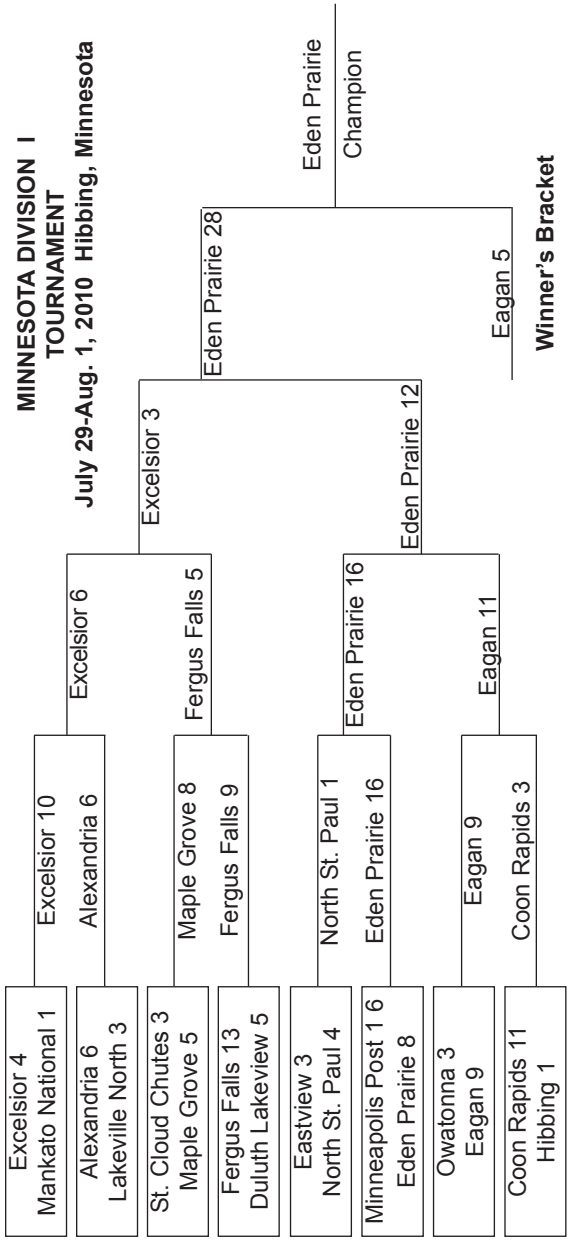 MINNESOTA DIVISION I
TOURNAMENT
July 29-Aug. 1, 2010 Hibbing, Minnesota
Excelsior 4
Mankato National 1
Alexandria 6
Lakeville North 3
St. Cloud Chutes 3
Maple Grove 5
Fergus Falls 13
Duluth Lakeview 5
Eastview 3
North St. Paul 4
Minneapolis Post 1 6
Eden Prairie 8
Owatonna 3
Eagan 9
Coon Rapids 11
Hibbing 1
Excelsior 10
Alexandria 6
Maple Grove 8
Fergus Falls 9
North St. Paul 1
Eden Prairie 16
Eagan 9
Coon Rapids 3
Excelsior 6
Fergus Falls 5
Eden Prairie 16
Eagan 11
Excelsior 3
Eden Prairie 12
Eden Prairie 28
Eagan 5
Eden Prairie
Champion
Winner's Bracket